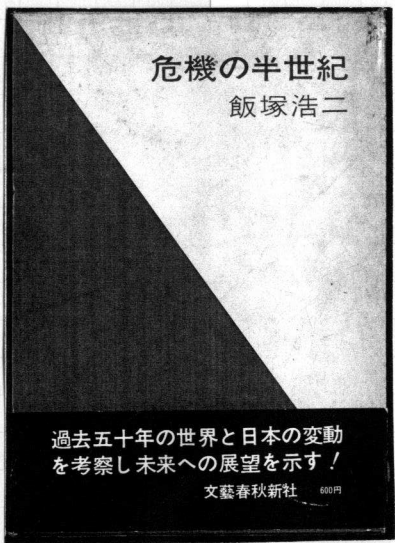 危機の半世紀
飯塚浩二
過去五十年の世界と日本の変動
を考察し未来への展望を示す！
文藝春秋新社 600円